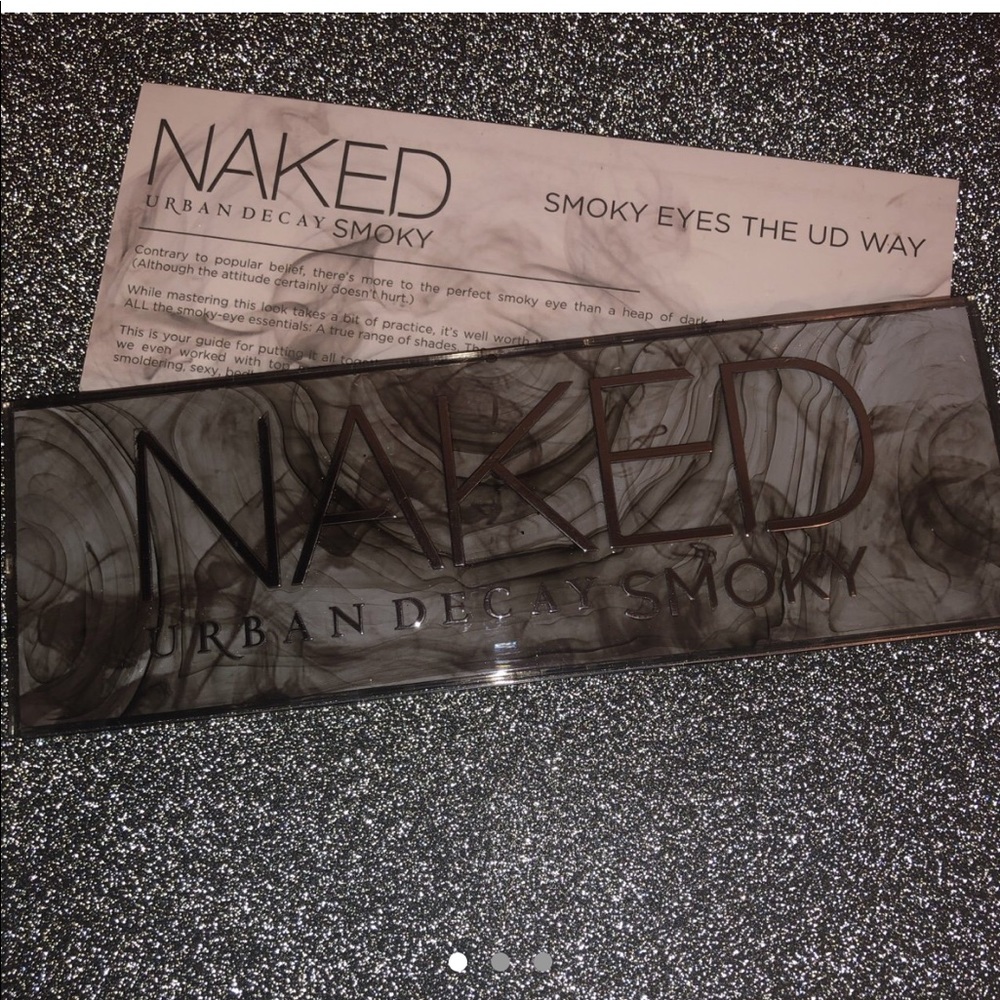 NAKED
URBAN DECAY SMOKY
SMOKY EYES THE UD WAY
Contrary to popular belief, there's more to the perfect smoky eye than a heap of dark
(Although the attitude certainly doesn't hurt.)
While mastering this look takes a bit of practice, it's well worth
ALL the smoky-eye essentials: A true range of shades.
This is your guide for putting it all
we even worked with top
smoldering, sexy,
NAKED
URBAN DECAY SMOKY